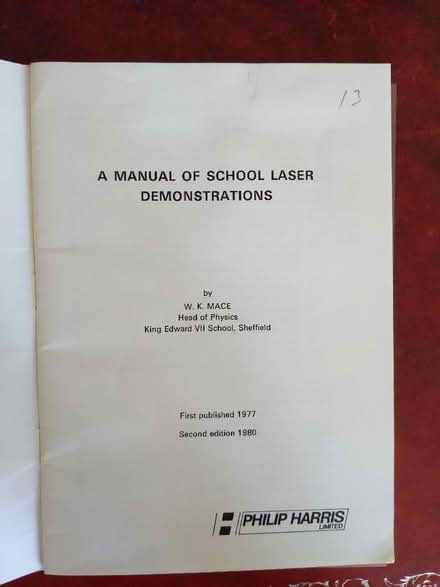 13
A MANUAL OF SCHOOL LASER
DEMONSTRATIONS
by
W. K. MACE
Head of Physics
King Edward VII School, Sheffield
First published 1977
Second edition 1980
PHILIP HARRIS
LIMITED